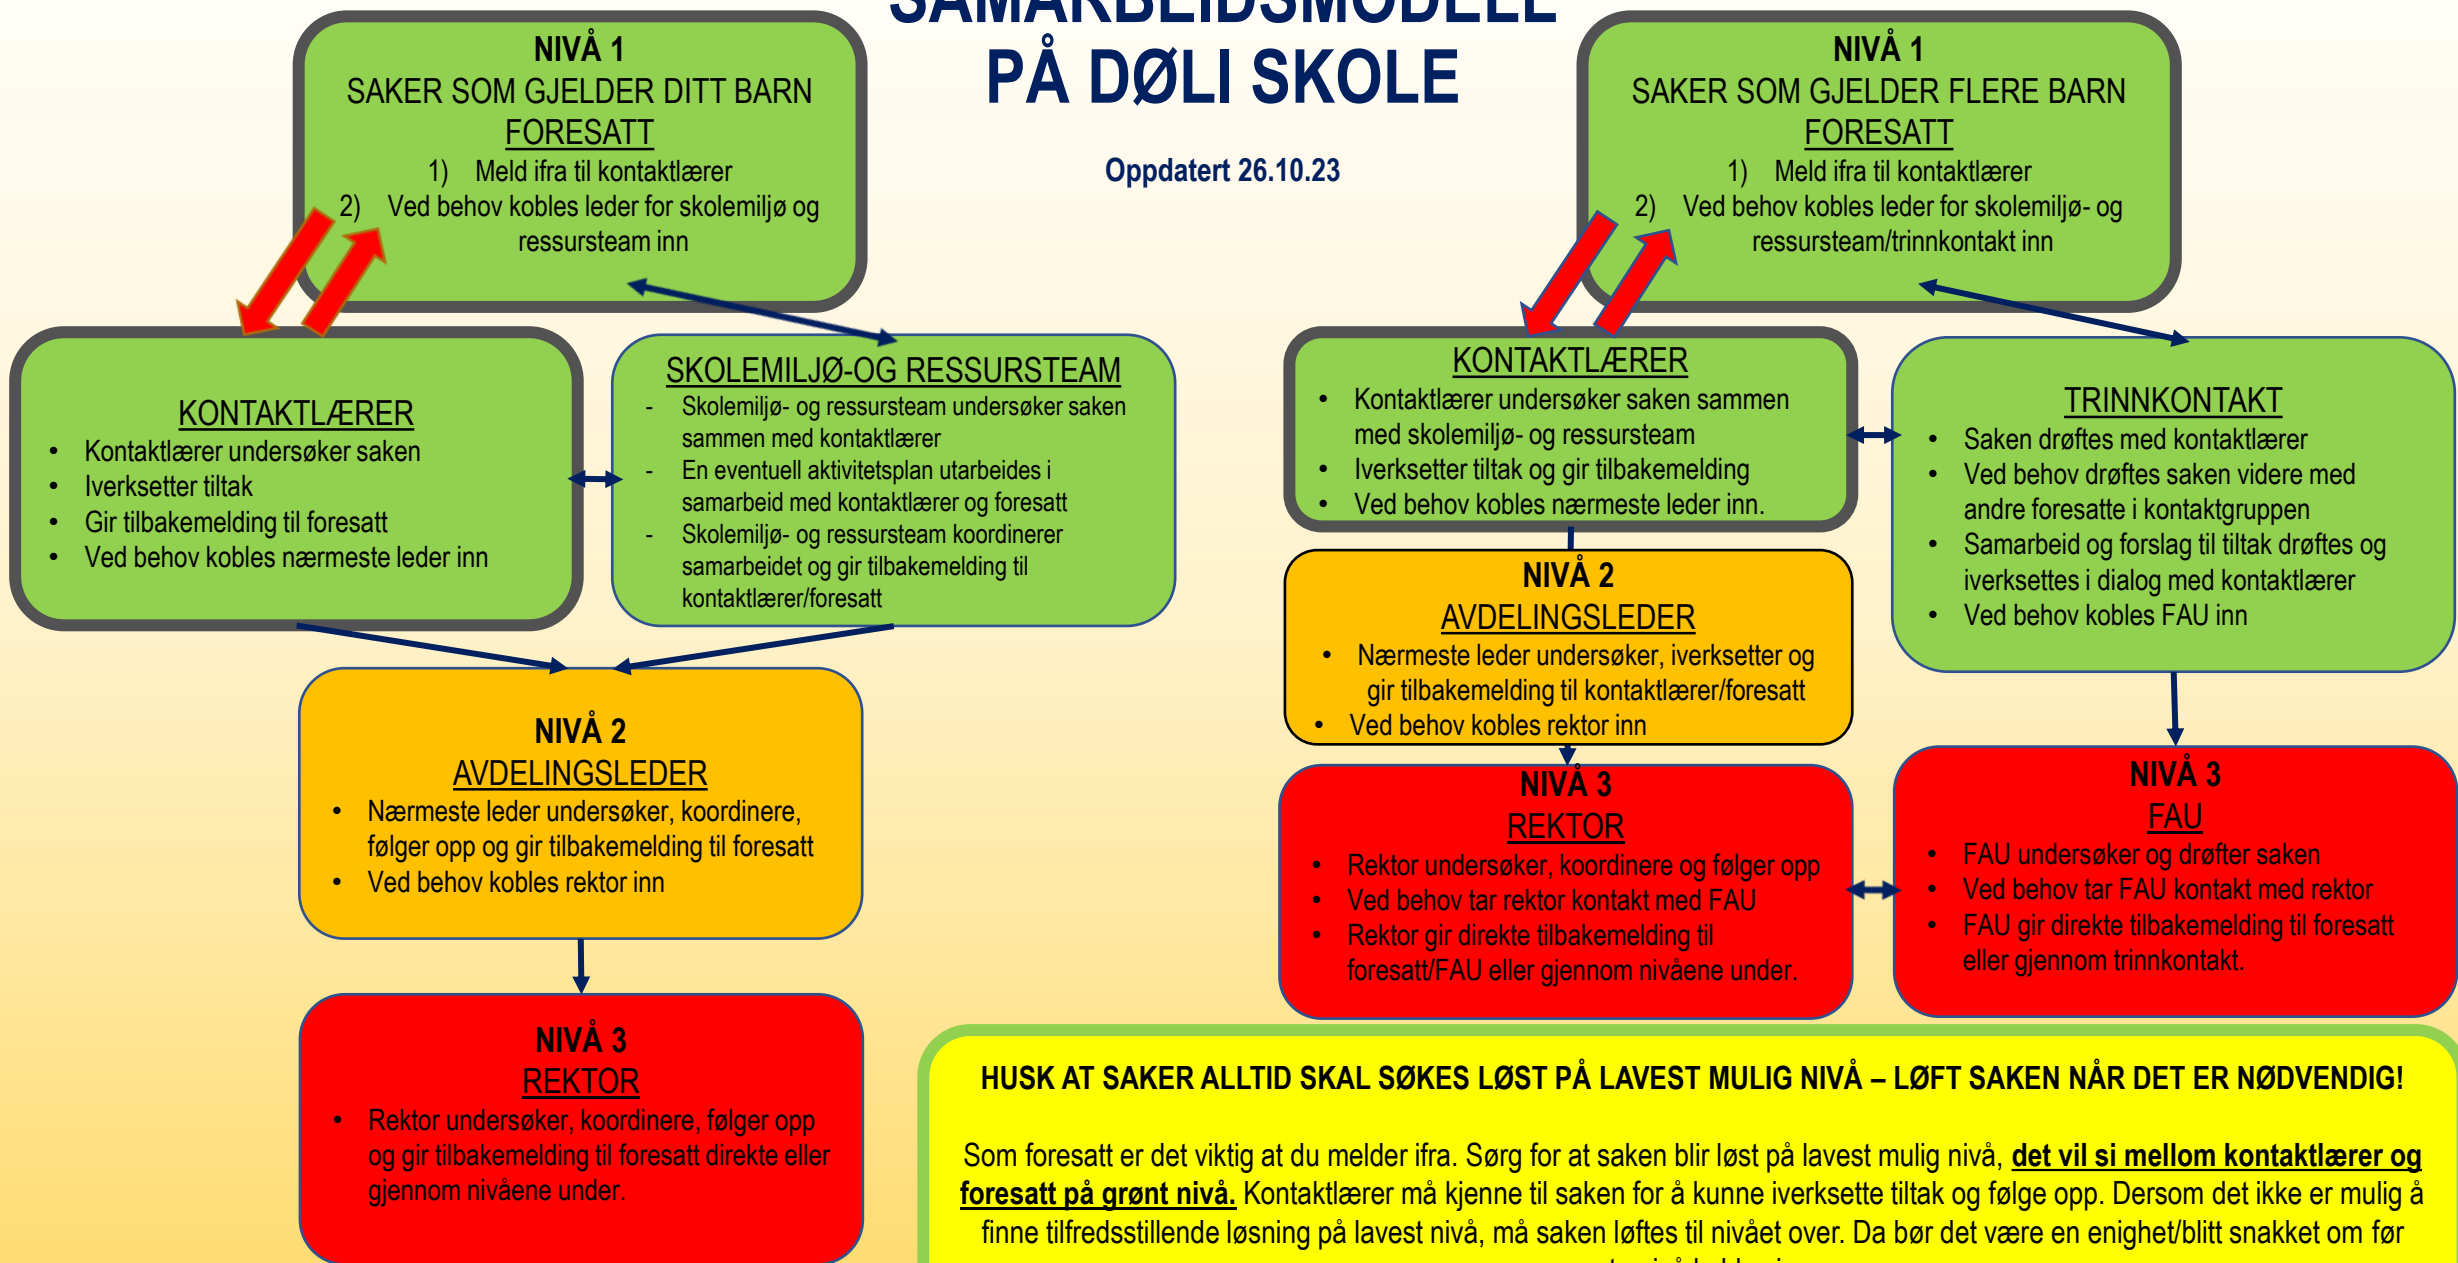 SAMARBEIDSMODELL
PÅ DØLI SKOLE
Oppdatert 26.10.23
NIVÅ 1
SAKER SOM GJELDER DITT BARN
FORESATT
1) Meld ifra til kontaktlærer
2) Ved behov kobles leder for skolemiljø og
ressursteam inn
KONTAKTLÆRER
• Kontaktlærer undersøker saken
• Iverksetter tiltak
• Gir tilbakemelding til foresatt
• Ved behov kobles nærmeste leder inn
SKOLEMILJØ-OG RESSURSTEAM
- Skolemiljø- og ressursteam undersøker saken
sammen med kontaktlærer
- En eventuell aktivitetsplan utarbeides i
samarbeid med kontaktlærer og foresatt
- Skolemiljø- og ressursteam koordinerer
samarbeidet og gir tilbakemelding til
kontaktlærer/foresatt
NIVÅ 2
AVDELINGSLEDER
• Nærmeste leder undersøker, koordinere,
følger opp og gir tilbakemelding til foresatt
• Ved behov kobles rektor inn
NIVÅ 3
REKTOR
• Rektor undersøker, koordinere, følger opp
og gir tilbakemelding til foresatt direkte eller
gjennom nivåene under.
NIVÅ 1
SAKER SOM GJELDER FLERE BARN
FORESATT
1) Meld ifra til kontaktlærer
2) Ved behov kobles leder for skolemiljø- og
ressursteam/trinnkontakt inn
KONTAKTLÆRER
• Kontaktlærer undersøker saken sammen
med skolemiljø- og ressursteam
• Iverksetter tiltak og gir tilbakemelding
• Ved behov kobles nærmeste leder inn.
TRINNKONTAKT
• Saken drøftes med kontaktlærer
• Ved behov drøftes saken videre med
andre foresatte i kontaktgruppen
• Samarbeid og forslag til tiltak drøftes og
iverksettes i dialog med kontaktlærer
• Ved behov kobles FAU inn
NIVÅ 2
AVDELINGSLEDER
• Nærmeste leder undersøker, iverksetter og
gir tilbakemelding til kontaktlærer/foresatt
• Ved behov kobles rektor inn
NIVÅ 3
REKTOR
• Rektor undersøker, koordinere og følger opp
• Ved behov tar rektor kontakt med FAU
• Rektor gir direkte tilbakemelding til
foresatt/FAU eller gjennom nivåene under.
NIVÅ 3
FAU
• FAU undersøker og drøfter saken
• Ved behov tar FAU kontakt med rektor
• FAU gir direkte tilbakemelding til foresatt
eller gjennom trinnkontakt.
HUSK AT SAKER ALLTID SKAL SØKES LØST PÅ LAVEST MULIG NIVÅ – LØFT SAKEN NÅR DET ER NØDVENDIG!
Som foresatt er det viktig at du melder ifra. Sørg for at saken blir løst på lavest mulig nivå, det vil si mellom kontaktlærer og
foresatt på grønt nivå. Kontaktlærer må kjenne til saken for å kunne iverksette tiltak og følge opp. Dersom det ikke er mulig å
finne tilfredsstillende løsning på lavest nivå, må saken løftes til nivået over. Da bør det være en enighet/blitt snakket om før